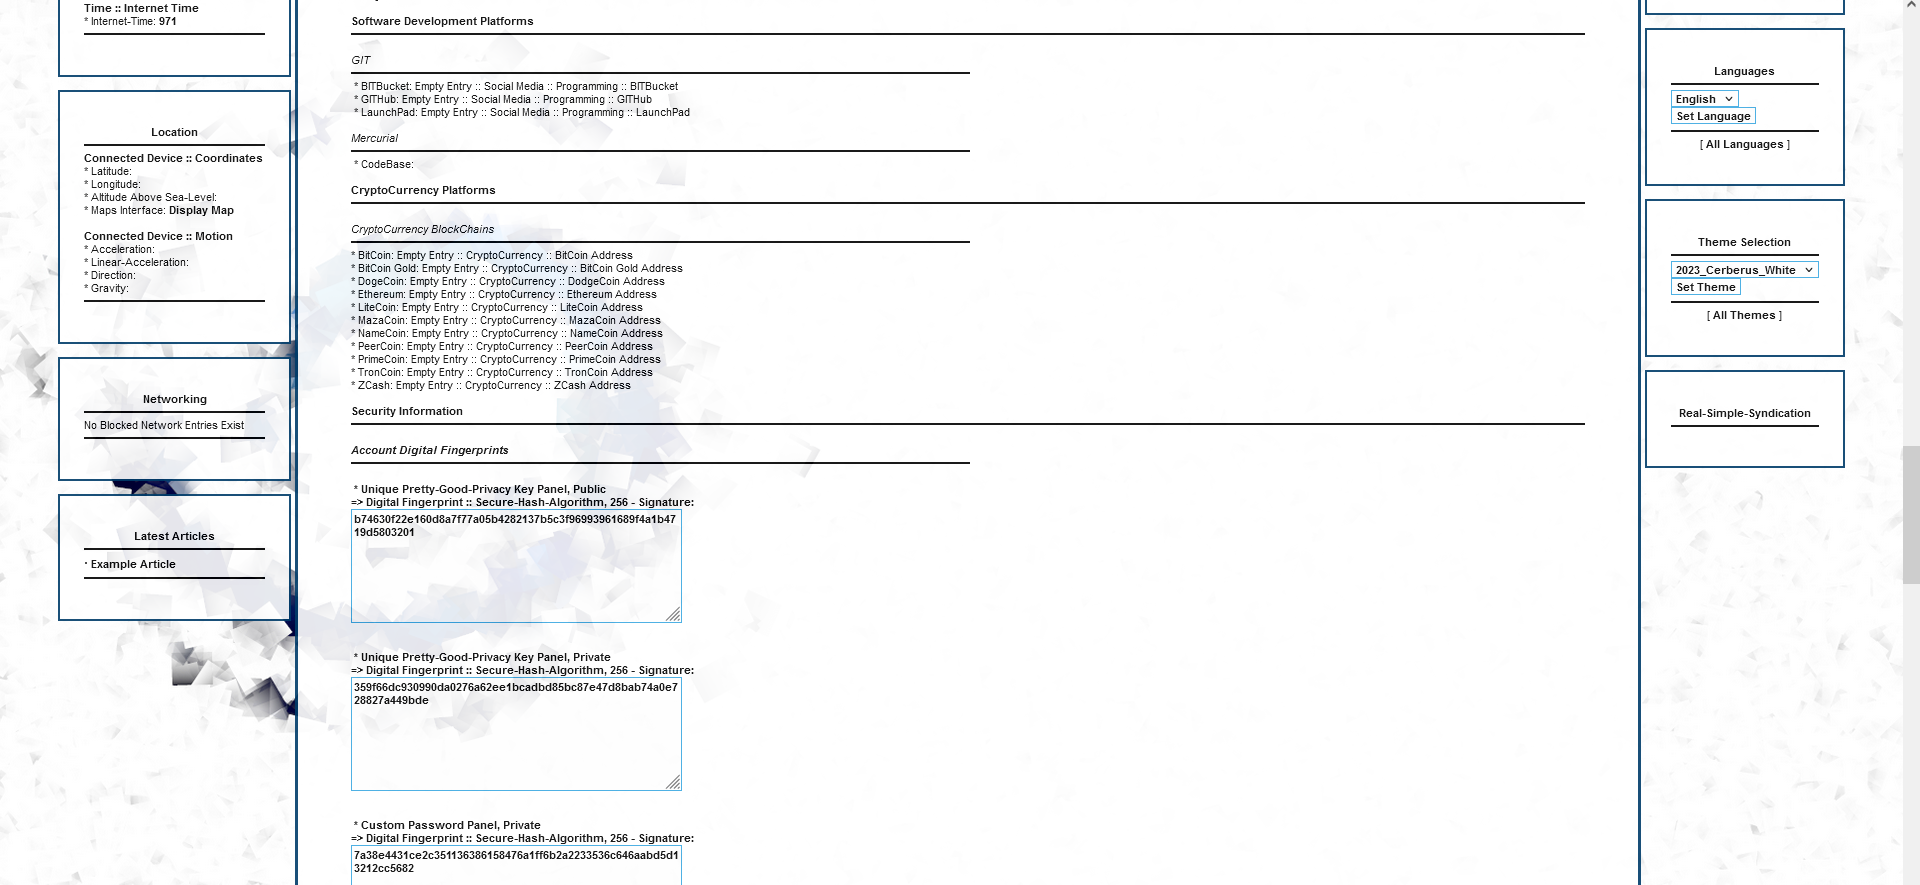 Time :: Internet Time
* Internet-Time: 971
Location
Connected Device :: Coordinates
* Latitude:
* Longitude:
* Altitude Above Sea-Level:
* Maps Interface: Display Map
Connected Device :: Motion
* Acceleration:
* Linear-Acceleration:
* Direction:
* Gravity:
Networking
No Blocked Network Entries Exist
Latest Articles
· Example Article
Software Development Platforms
GIT
* BITBucket: Empty Entry :: Social Media :: Programming :: BITBucket
* GITHub: Empty Entry :: Social Media :: Programming :: GITHub
* LaunchPad: Empty Entry :: Social Media :: Programming :: LaunchPad
Mercurial
* CodeBase:
CryptoCurrency Platforms
CryptoCurrency BlockChains
* BitCoin: Empty Entry :: CryptoCurrency :: BitCoin Address
* BitCoin Gold: Empty Entry :: CryptoCurrency :: BitCoin Gold Address
* DogeCoin: Empty Entry :: CryptoCurrency :: DodgeCoin Address
* Ethereum: Empty Entry :: CryptoCurrency :: Ethereum Address
* LiteCoin: Empty Entry :: CryptoCurrency :: LiteCoin Address
* MazaCoin: Empty Entry :: CryptoCurrency :: MazaCoin Address
* NameCoin: Empty Entry :: CryptoCurrency :: NameCoin Address
* PeerCoin: Empty Entry :: CryptoCurrency :: PeerCoin Address
* PrimeCoin: Empty Entry :: CryptoCurrency :: PrimeCoin Address
* TronCoin: Empty Entry :: CryptoCurrency :: TronCoin Address
* ZCash: Empty Entry :: CryptoCurrency :: ZCash Address
Security Information
Account Digital Fingerprints
* Unique Pretty-Good-Privacy Key Panel, Public
=> Digital Fingerprint :: Secure-Hash-Algorithm, 256 - Signature:
b74630f22e160d8a7f77a05b4282137b5c3f96993961689f4a1b47
19d5803201
* Unique Pretty-Good-Privacy Key Panel, Private
=> Digital Fingerprint :: Secure-Hash-Algorithm, 256 - Signature:
359f66dc930990da0276a62ee1bcadbd85bc87e47d8bab74a0e7
28827a449bde
* Custom Password Panel, Private
=> Digital Fingerprint :: Secure-Hash-Algorithm, 256 - Signature:
7a38e4431ce2c351136386158476a1ff6b2a2233536c646aabd5d1
3212cc5682
Languages
English
Set Language
[ All Languages ]
Theme Selection
2023_Cerberus_White
Set Theme
[ All Themes ]
Real-Simple-Syndication